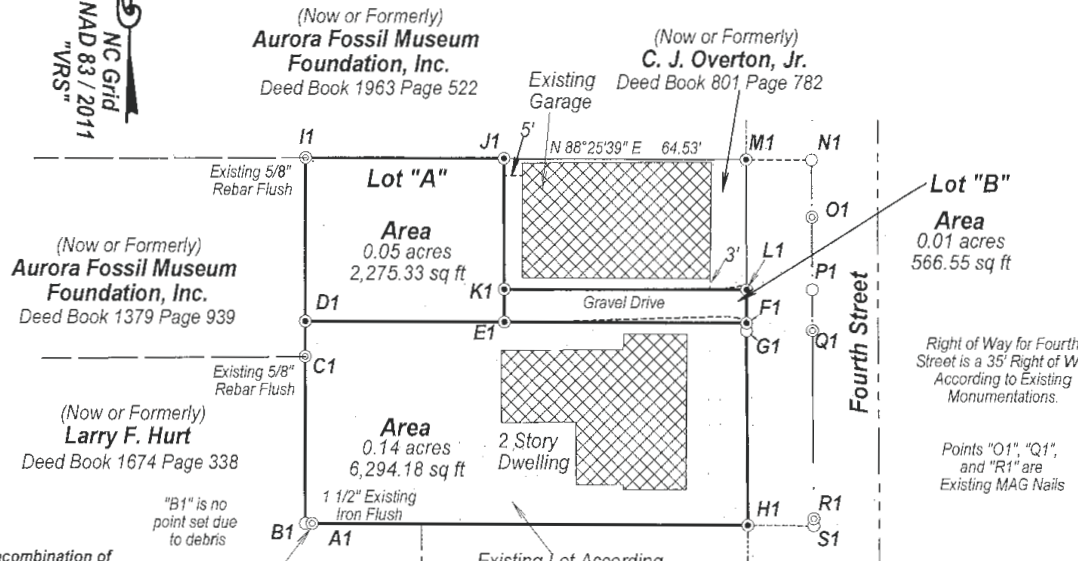 NC Grid
NAD 83 / 2011
"VRS"
(Now or Formerly)
Aurora Fossil Museum
Foundation, Inc.
Deed Book 1963 Page 522
(Now or Formerly)
C. J. Overton, Jr.
Deed Book 801 Page 782
Existing
Garage
I1
J1
5'
N 88°25'39" E 64.53'
M1
N1
Existing 5/8"
Rebar Flush
Lot "A"
Area
0.05 acres
2,275.33 sq ft
Lot "B"
Area
0.01 acres
566.55 sq ft
O1
(Now or Formerly)
Aurora Fossil Museum
Foundation, Inc.
Deed Book 1379 Page 939
3'
L1
P1
K1
Gravel Drive
F1
D1
E1
G1
Q1
Fourth Street
C1
Existing 5/8"
Rebar Flush
Right of Way for Fourth
Street is a 35' Right of W
According to Existing
Monumentations.
(Now or Formerly)
Larry F. Hurt
Deed Book 1674 Page 338
Area
0.14 acres
6,294.18 sq ft
2 Story
Dwelling
Points "O1", "Q1",
and "R1" are
Existing MAG Nails
"B1" is no
point set due
to debris
1 1/2" Existing
Iron Flush
B1
A1
H1
R1
S1
ecombination of
Existing Lot According